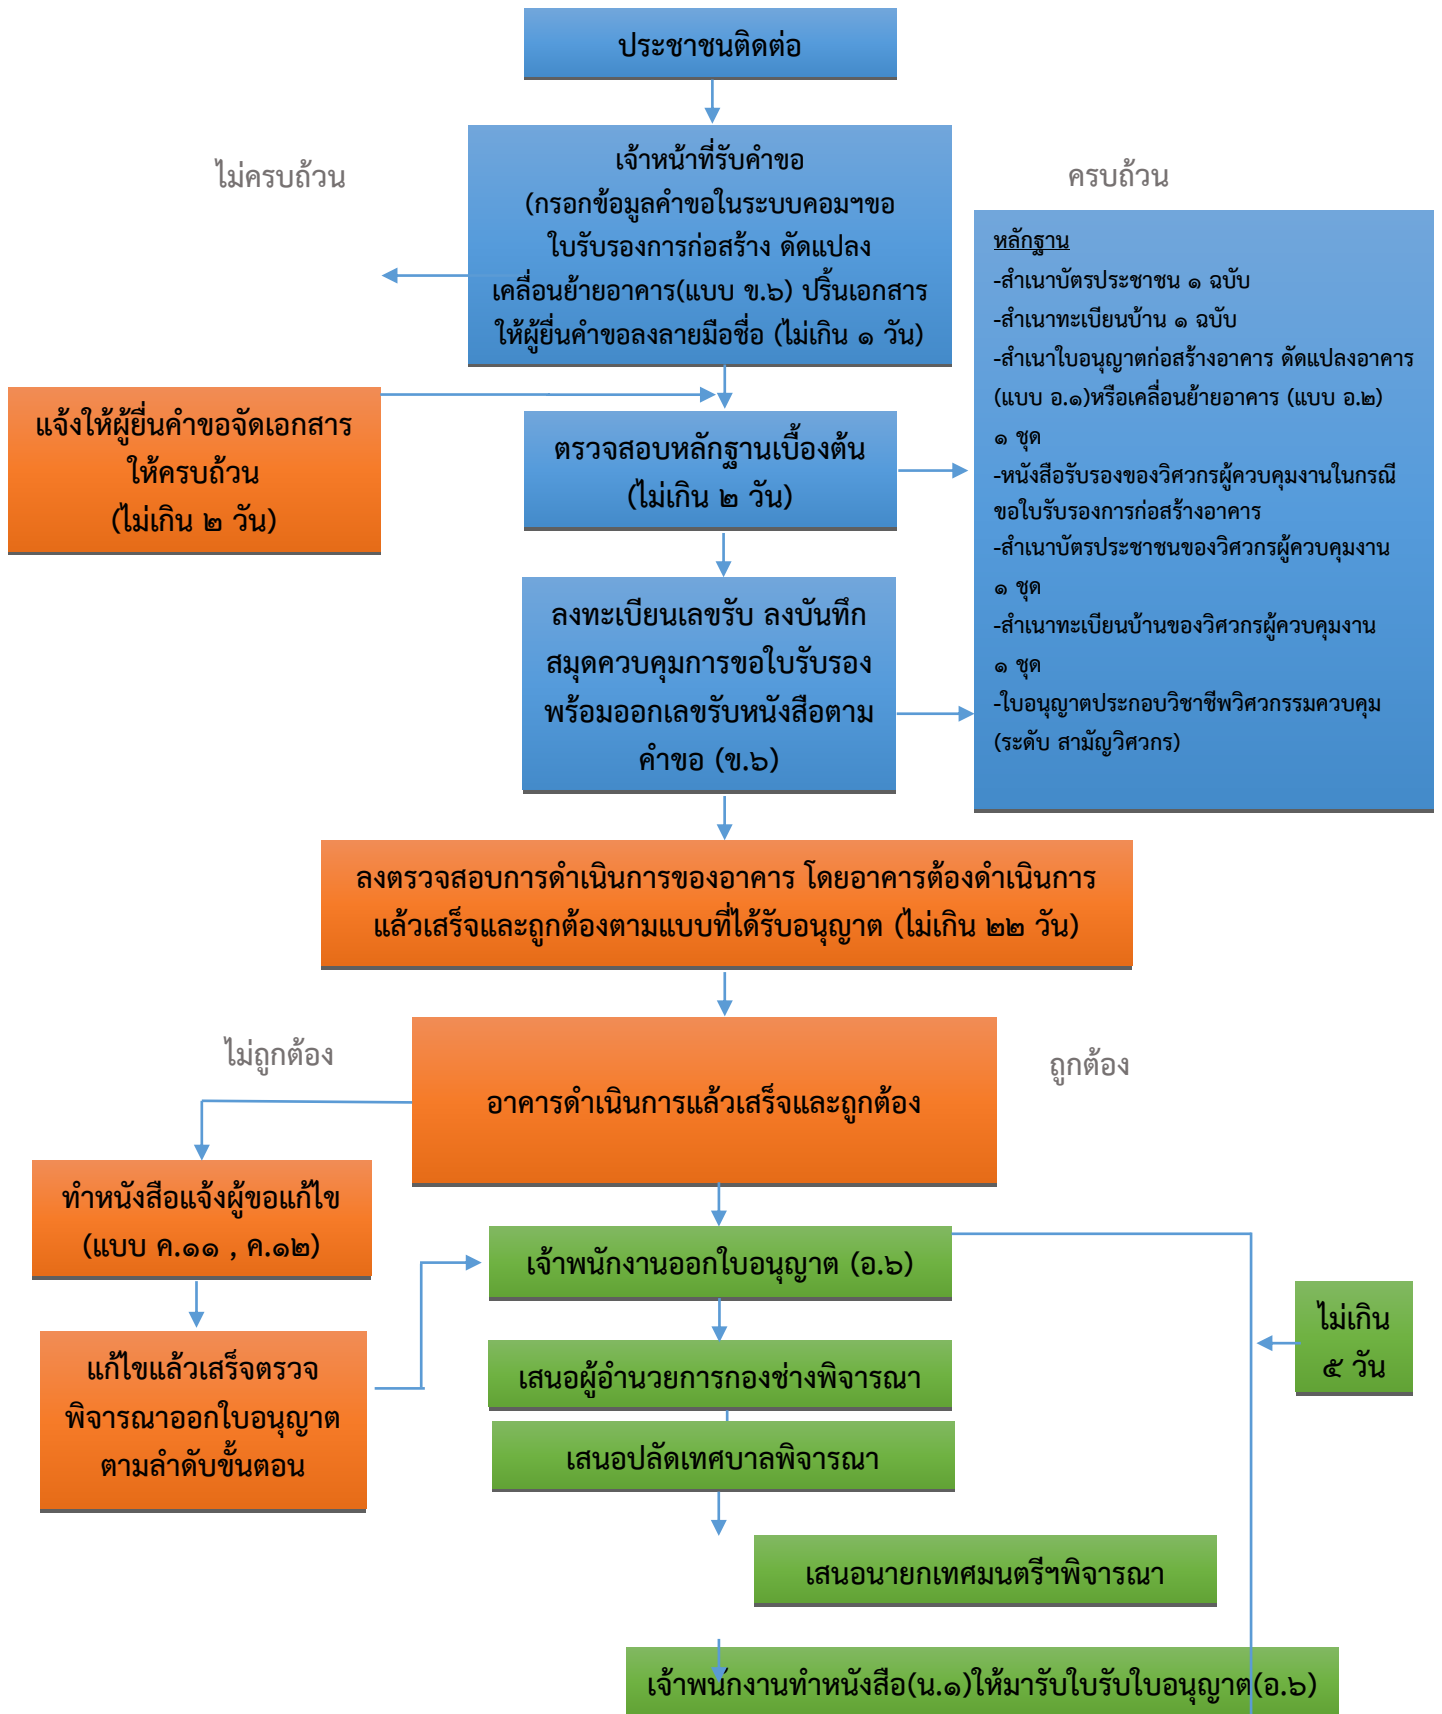 ประชาชนติดต่อ
ไม่ครบถ้วน
เจ้าหน้าที่รับคำขอ
(กรอกข้อมูลคำขอในระบบคอมฯขอ
ใบรับรองการก่อสร้าง ดัดแปลง
เคลื่อนย้ายอาคาร(แบบ ข.๖) ปริ้นเอกสาร
ให้ผู้ยื่นคำขอลงลายมือชื่อ (ไม่เกิน ๑ วัน)
ครบถ้วน
หลักฐาน
-สำเนาบัตรประชาชน ๑ ฉบับ
-สำเนาทะเบียนบ้าน ๑ ฉบับ
-สำเนาใบอนุญาตก่อสร้างอาคาร ดัดแปลงอาคาร
(แบบ อ.๑)หรือเคลื่อนย้ายอาคาร (แบบ อ.๒)
๑ ชุด
-หนังสือรับรองของวิศวกรผู้ควบคุมงานในกรณี
ขอใบรับรองการก่อสร้างอาคาร
-สำเนาบัตรประชาชนของวิศวกรผู้ควบคุมงาน
๑ ชุด
-สำเนาทะเบียนบ้านของวิศวกรผู้ควบคุมงาน
๑ ชุด
-ใบอนุญาตประกอบวิชาชีพวิศวกรรมควบคุม
(ระดับ สามัญวิศวกร)
แจ้งให้ผู้ยื่นคำขอจัดเอกสาร
ให้ครบถ้วน
(ไม่เกิน ๒ วัน)
ตรวจสอบหลักฐานเบื้องต้น
(ไม่เกิน ๒ วัน)
ลงทะเบียนเลขรับ ลงบันทึก
สมุดควบคุมการขอใบรับรอง
พร้อมออกเลขรับหนังสือตาม
คำขอ (ข.๖)
ลงตรวจสอบการดำเนินการของอาคาร โดยอาคารต้องดำเนินการ
แล้วเสร็จและถูกต้องตามแบบที่ได้รับอนุญาต (ไม่เกิน ๒๒ วัน)
ไม่ถูกต้อง
อาคารดำเนินการแล้วเสร็จและถูกต้อง
ถูกต้อง
ทำหนังสือแจ้งผู้ขอแก้ไข
(แบบ ค.๑๑ , ค.๑๒)
แก้ไขแล้วเสร็จตรวจ
พิจารณาออกใบอนุญาต
ตามลำดับขั้นตอน
เจ้าพนักงานออกใบอนุญาต (อ.๖)
ไม่เกิน
๕ วัน
เสนอผู้อำนวยการกองช่างพิจารณา
เสนอปลัดเทศบาลพิจารณา
เสนอนายกเทศมนตรีฯพิจารณา
เจ้าพนักงานทำหนังสือ(น.๑)ให้มารับใบรับใบอนุญาต(อ.๖)